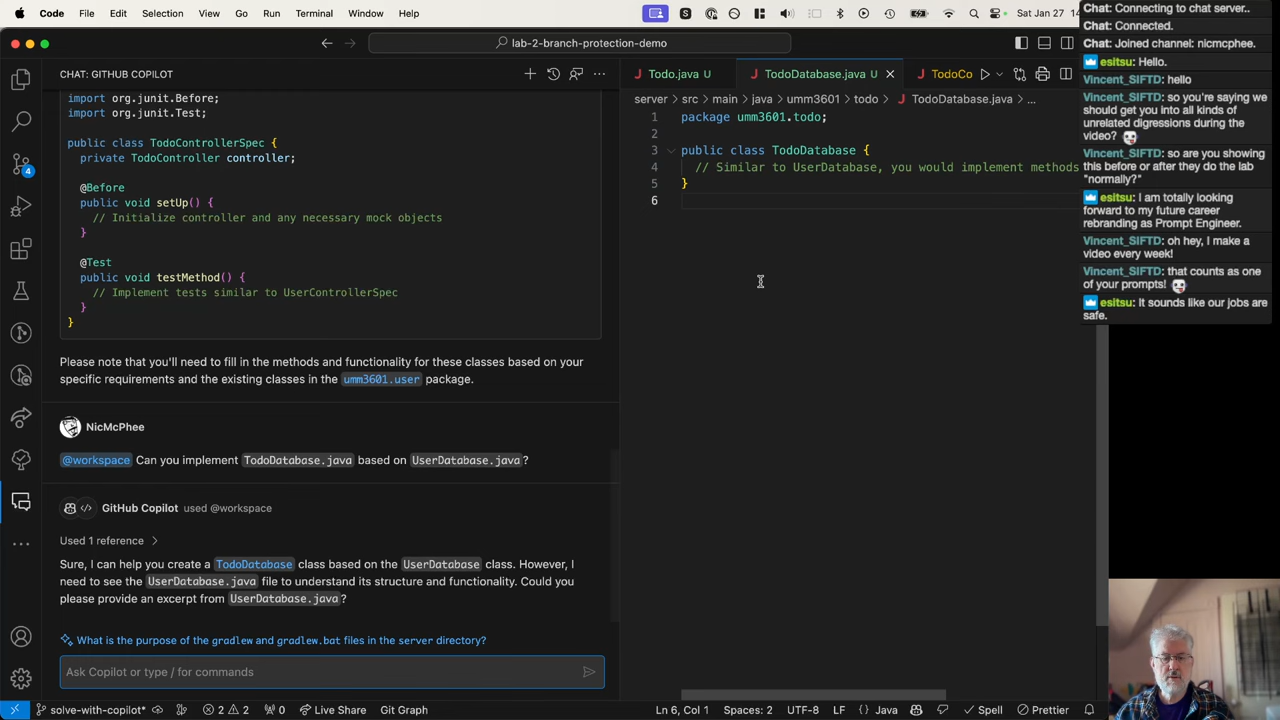 Code File Edit Selection View Go Run Terminal Window Help
Sat Jan 27
lab-2-branch-protection-demo
CHAT: GITHUB COPILOT
import org.junit.Before;
import org.junit.Test;
public class TodoControllerSpec {
private TodoController controller;
@Before
public void setUp() {
// Initialize controller and any necessary mock objects
}
@Test
public void testMethod() {
// Implement tests similar to UserControllerSpec
}
}
Please note that you'll need to fill in the methods and functionality for these classes based on your
specific requirements and the existing classes in the umm3601.user package.
NicMcPhee
@workspace Can you implement TodoDatabase.java based on UserDatabase.java?
GitHub Copilot used @workspace
Used 1 reference
Sure, I can help you create a TodoDatabase class based on the UserDatabase class. However, I
need to see the UserDatabase.java file to understand its structure and functionality. Could you
please provide an excerpt from UserDatabase.java?
What is the purpose of the gradlew and gradlew.bat files in the server directory?
Ask Copilot or type / for commands
4
J Todo.java U
J TodoDatabase.java U
J TodoCo
server > src > main > java > umm3601 > todo > J TodoDatabase.java > ...
1 package umm3601.todo;
2
3 public class TodoDatabase {
4 // Similar to UserDatabase, you would implement methods
5 }
6
Chat: Connecting to chat server..
Chat: Connected.
Chat: Joined channel: nicmcphee.
esitsu: Hello.
Vincent_SIFTD: hello
Vincent_SIFTD: so you're saying we
should get you into all kinds of
unrelated digressions during the
video?
Vincent_SIFTD: so are you showing
this before or after they do the lab
"normally?"
esitsu: I am totally looking
forward to my future career
rebranding as Prompt Engineer.
Vincent_SIFTD: oh hey, I make a
video every week!
Vincent_SIFTD: that counts as one
of your prompts!
esitsu: It sounds like our jobs are
safe.
solve-with-copilot* 2 2 0 Live Share Git Graph
Ln 6, Col 1 Spaces: 2 UTF-8 LF {} Java Spell Prettier